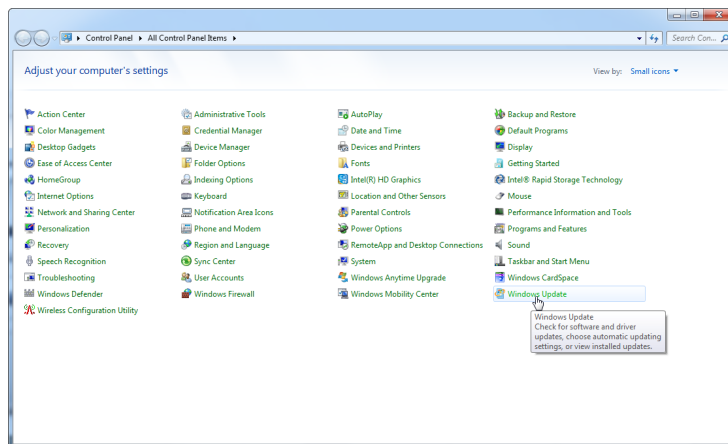 Control Panel ▸ All Control Panel Items ▸ Search Con...
Adjust your computer's settings
View by: Small icons
Action Center Administrative Tools AutoPlay Backup and Restore
Color Management Credential Manager Date and Time Default Programs
Desktop Gadgets Device Manager Devices and Printers Display
Ease of Access Center Folder Options Fonts Getting Started
HomeGroup Indexing Options Intel(R) HD Graphics Intel® Rapid Storage Technology
Internet Options Keyboard Location and Other Sensors Mouse
Network and Sharing Center Notification Area Icons Parental Controls Performance Information and Tools
Personalization Phone and Modem Power Options Programs and Features
Recovery Region and Language RemoteApp and Desktop Connections Sound
Speech Recognition Sync Center System Taskbar and Start Menu
Troubleshooting User Accounts Windows Anytime Upgrade Windows CardSpace
Windows Defender Windows Firewall Windows Mobility Center Windows Update
Wireless Configuration Utility
Windows Update
Check for software and driver
updates, choose automatic updating
settings, or view installed updates.